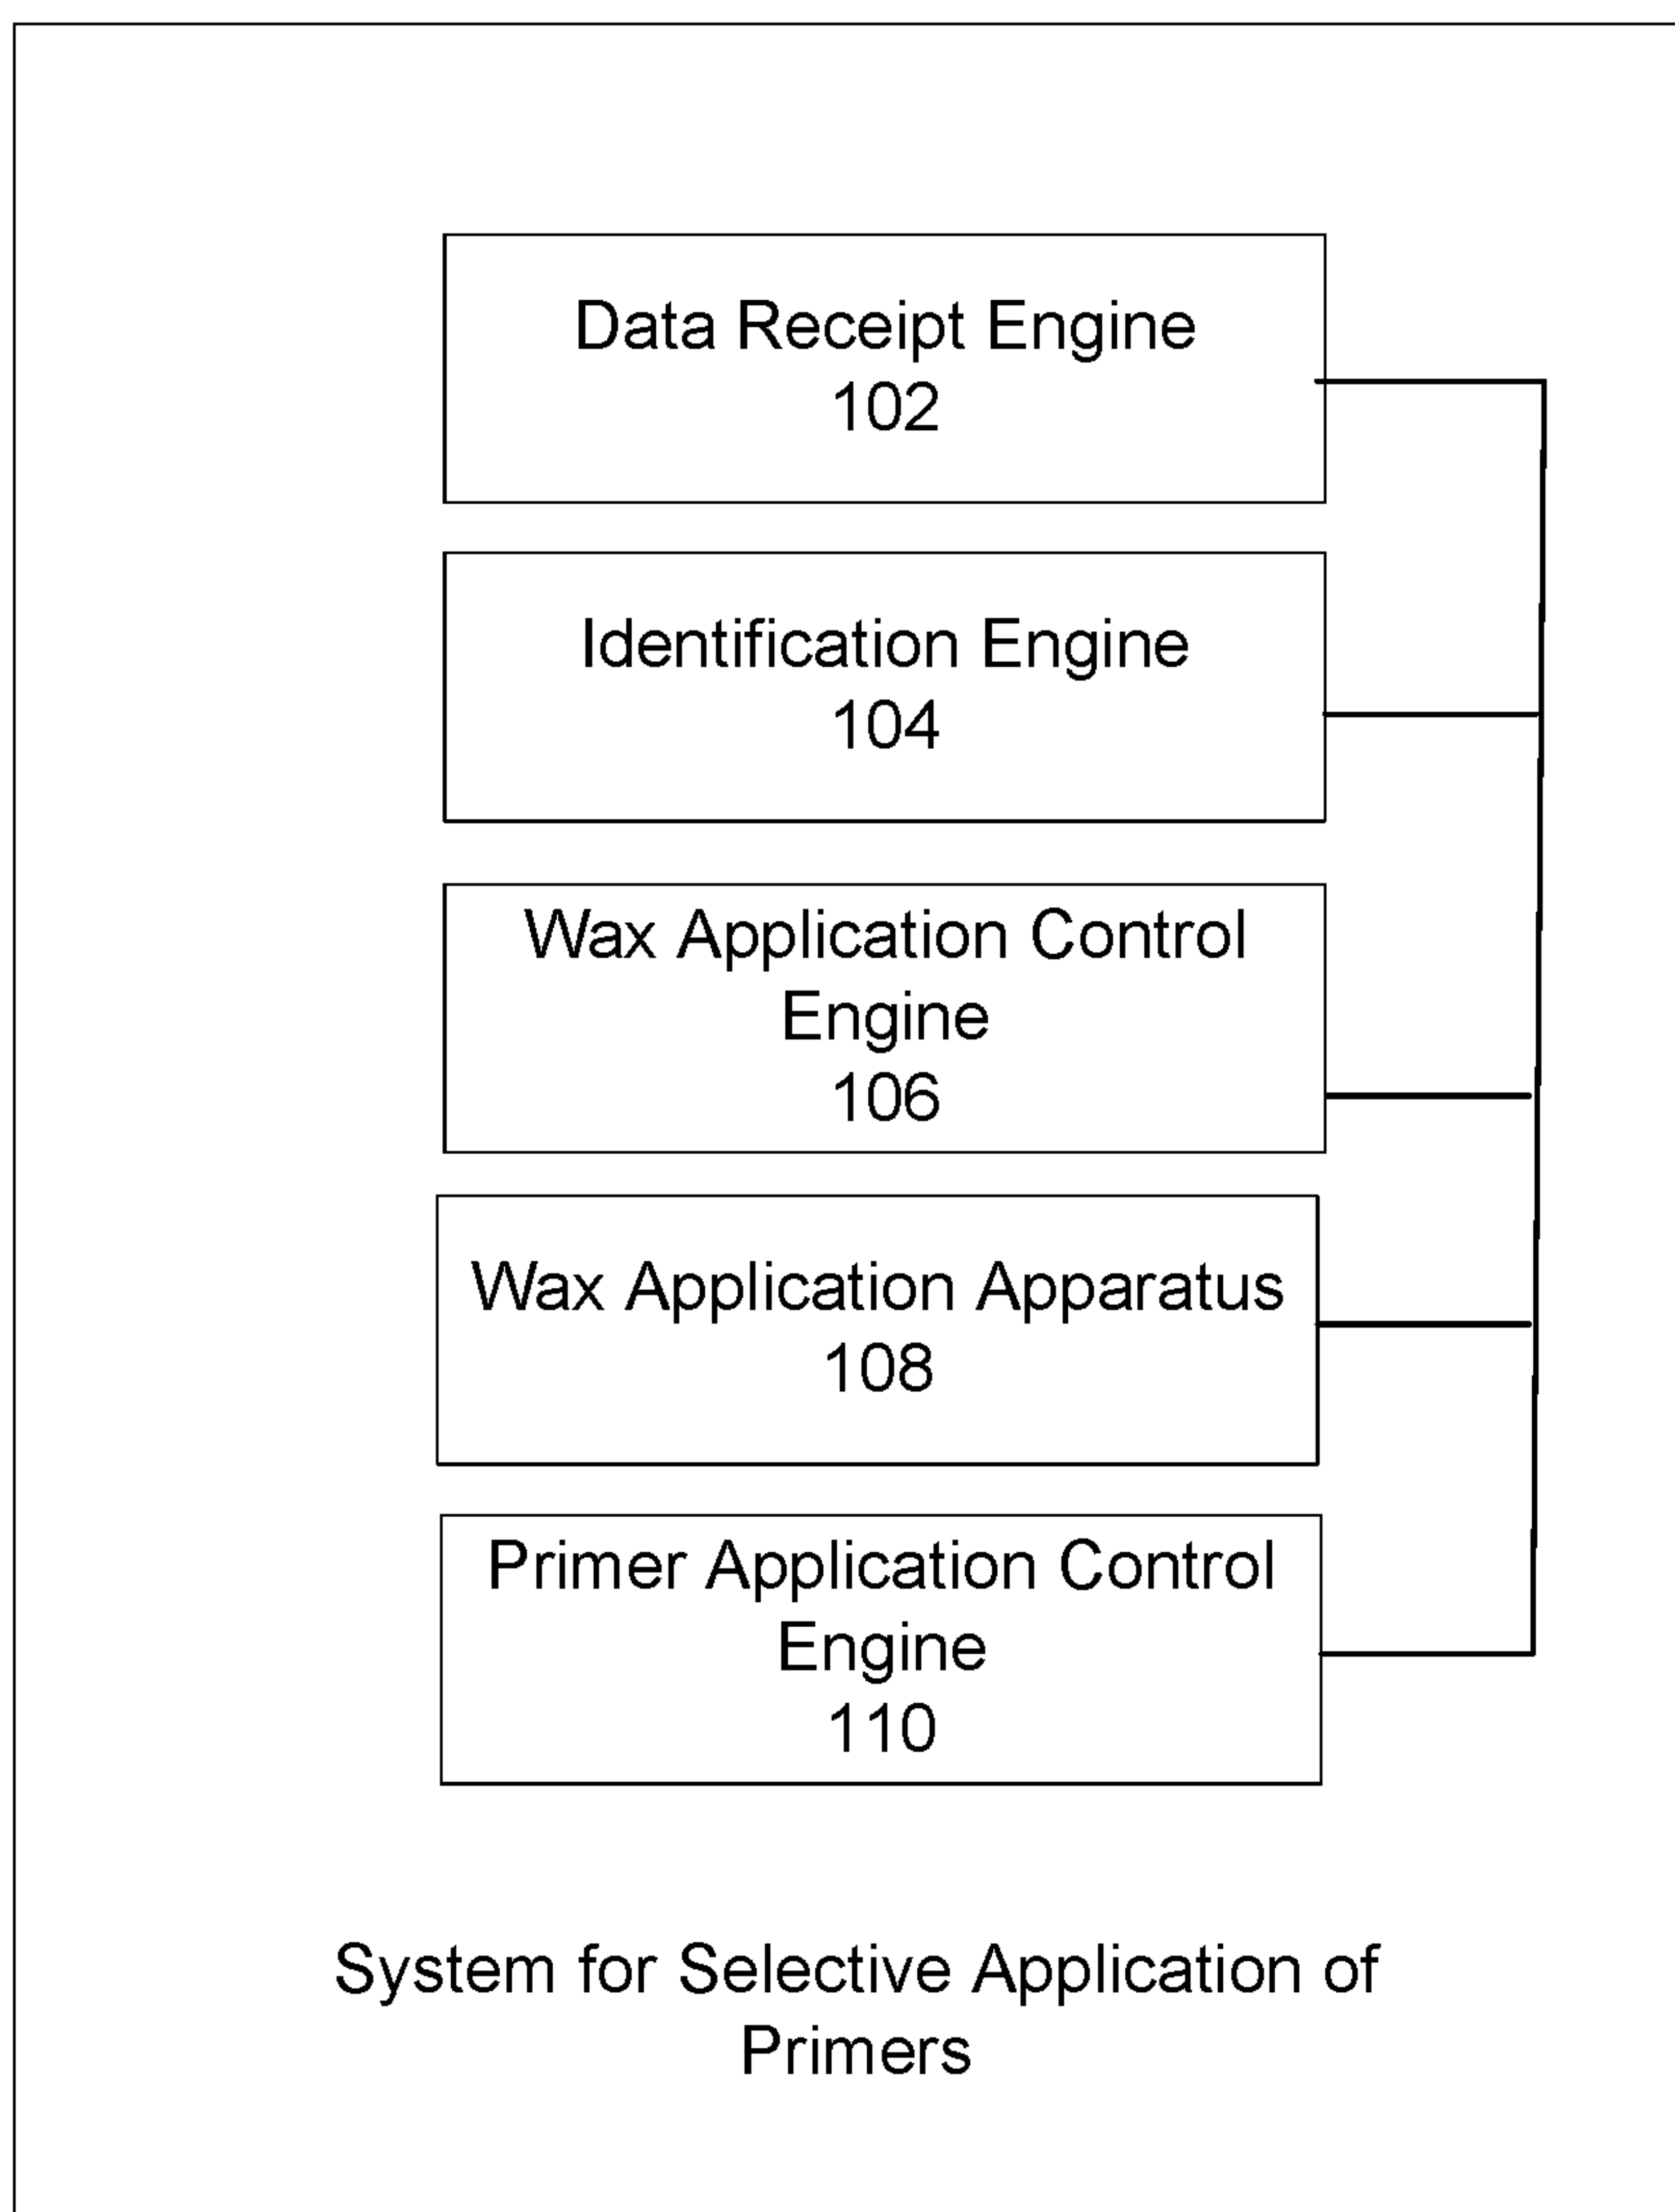 Data Receipt Engine
102
Identification Engine
104
Wax Application Control
Engine
106
Wax Application Apparatus
108
Primer Application Control
Engine
110
System for Selective Application of
Primers